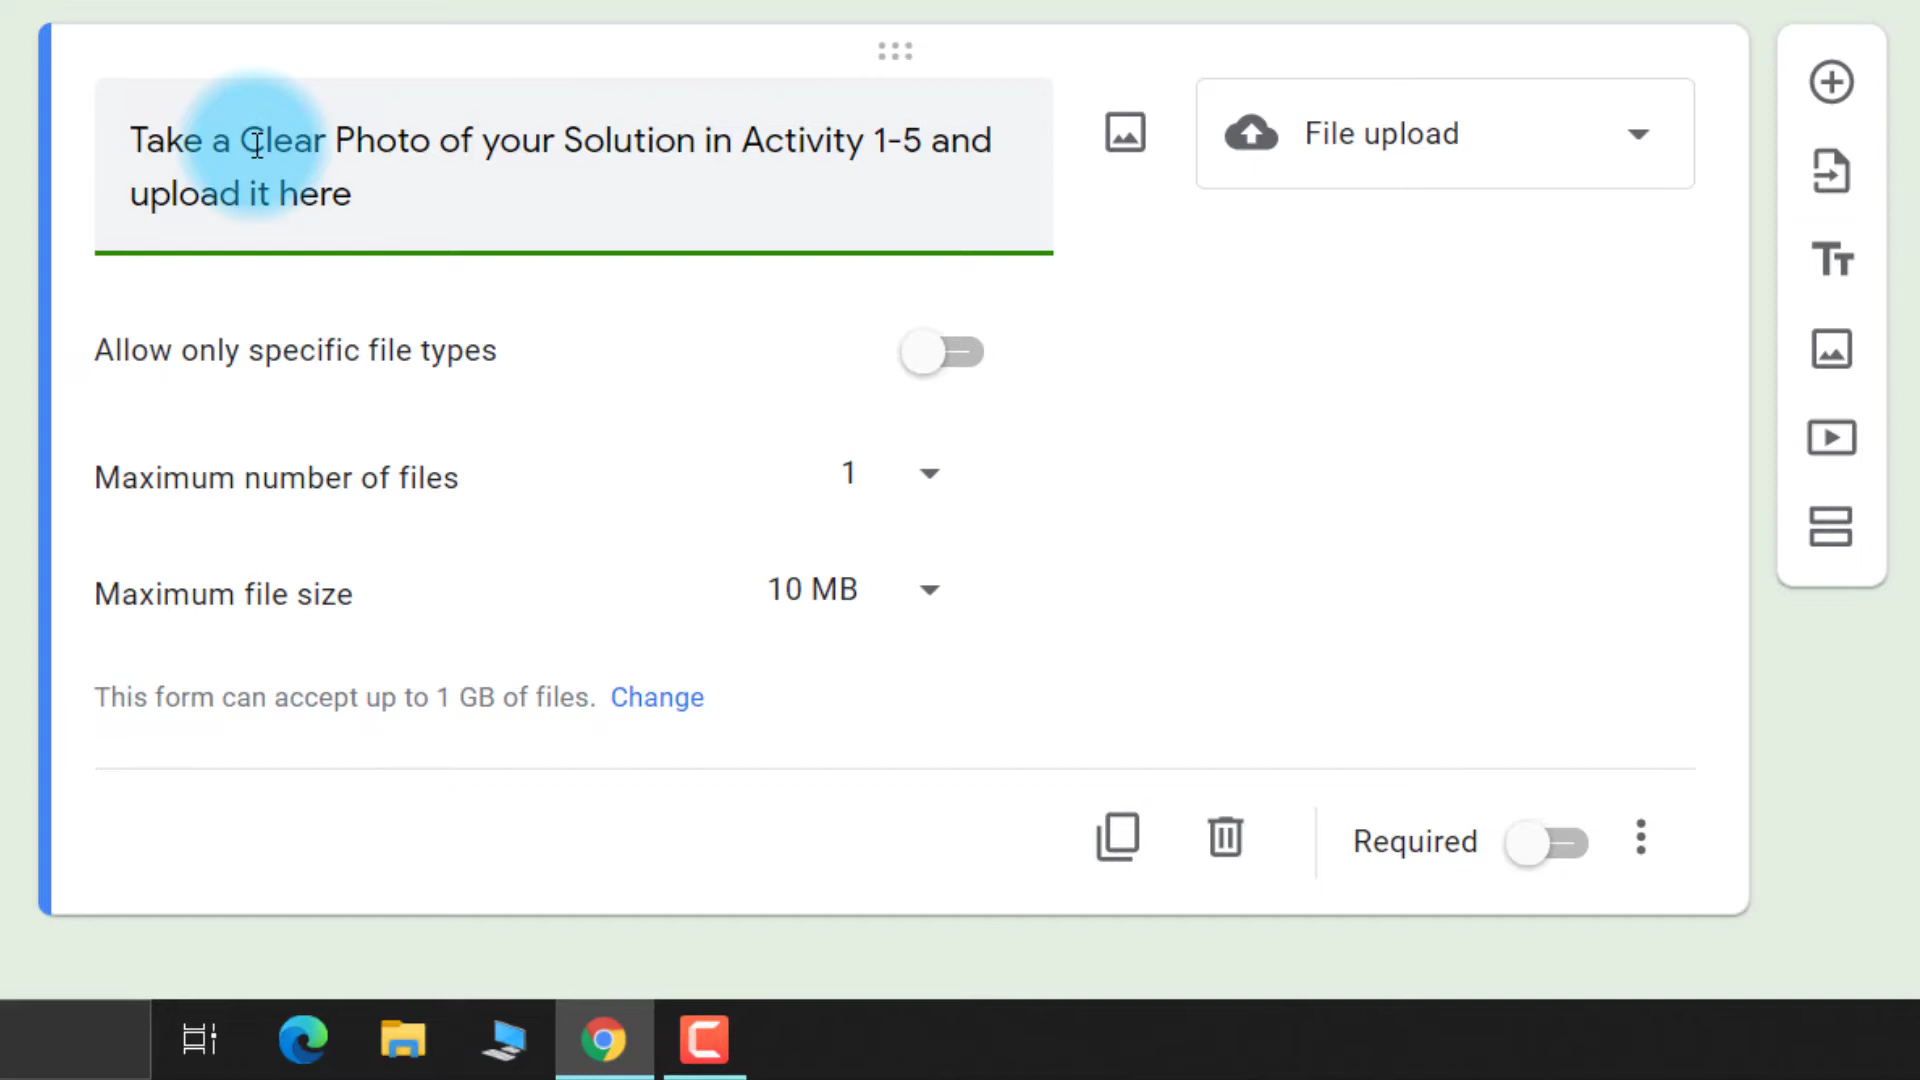 Take a Clear Photo of your Solution in Activity 1-5 and
upload it here
File upload
Allow only specific file types
Maximum number of files
1
Maximum file size
10 MB
This form can accept up to 1 GB of files. Change
Required